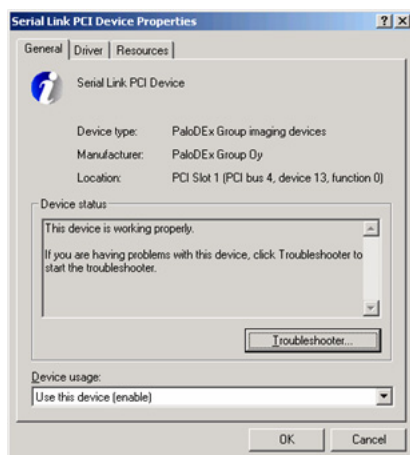 Serial Link PCI Device Properties
General Driver Resources
Serial Link PCI Device
Device type: PaloDEx Group imaging devices
Manufacturer: PaloDEx Group Oy
Location: PCI Slot 1 (PCI bus 4, device 13, function 0)
Device status
This device is working properly.
If you are having problems with this device, click Troubleshooter to
start the troubleshooter.
Troubleshooter...
Device usage:
Use this device (enable)
OK Cancel